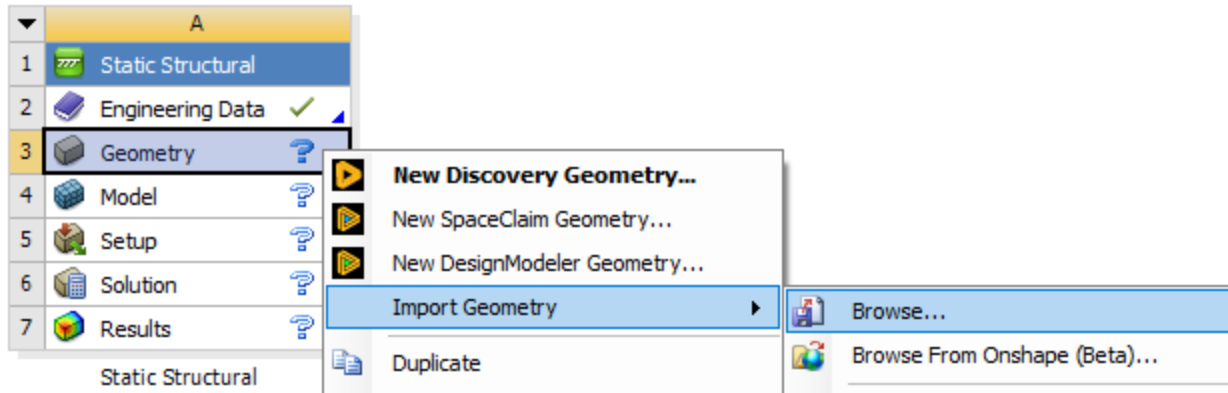 A
1 Static Structural
2 Engineering Data
3 Geometry
New Discovery Geometry...
4 Model
New SpaceClaim Geometry...
5 Setup
New DesignModeler Geometry...
6 Solution
Import Geometry
Browse...
7 Results
Browse From Onshape (Beta)...
Duplicate
Static Structural